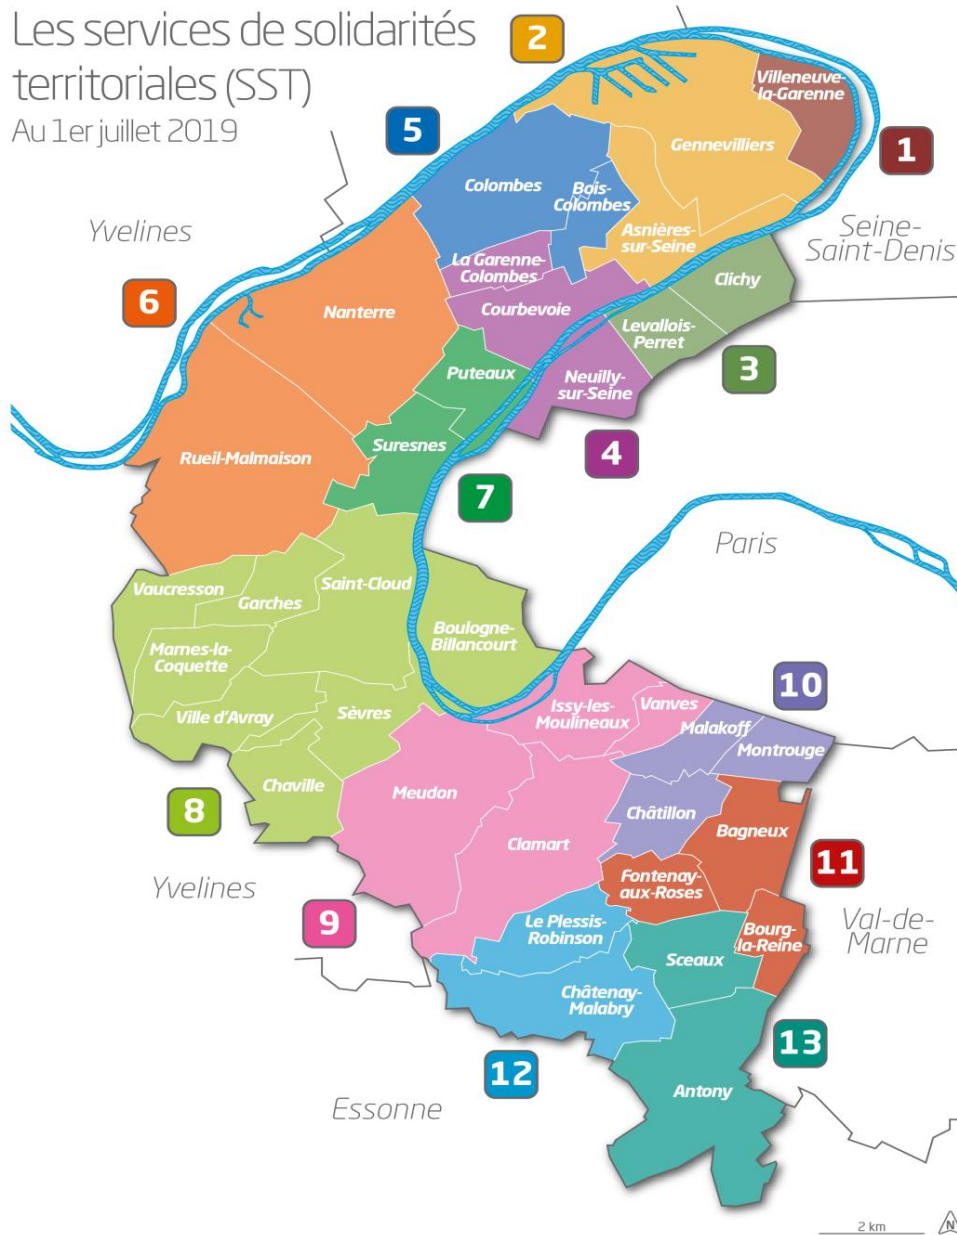 Les services de solidarités
territoriales (SST)
Au 1er juillet 2019
2
5
1
Villeneuve-
la-Garenne
Gennevilliers
Colombes
Bois-
Colombes
Asnières-
sur-Seine
Yvelines
Seine-
Saint-Denis
La Garenne-
Colombes
Clichy
6
Nanterre
Courbevoie
Levallois-
Perret
3
Puteaux
Neuilly-
sur-Seine
4
Suresnes
Rueil-Malmaison
7
Paris
Vaucresson
Garches
Saint-Cloud
Boulogne-
Billancourt
Marnes-la-
Coquette
Ville d'Avray
Sèvres
Issy-les-
Moulineaux
Vanves
10
Malakoff
Montrouge
Chaville
8
Meudon
Châtillon
Bagneux
Clamart
11
Yvelines
Fontenay-
aux-Roses
9
Le Plessis-
Robinson
Bourg-
la-Reine
Val-de-
Marne
Sceaux
Châtenay-
Malabry
12
13
Antony
Essonne
2 km
N